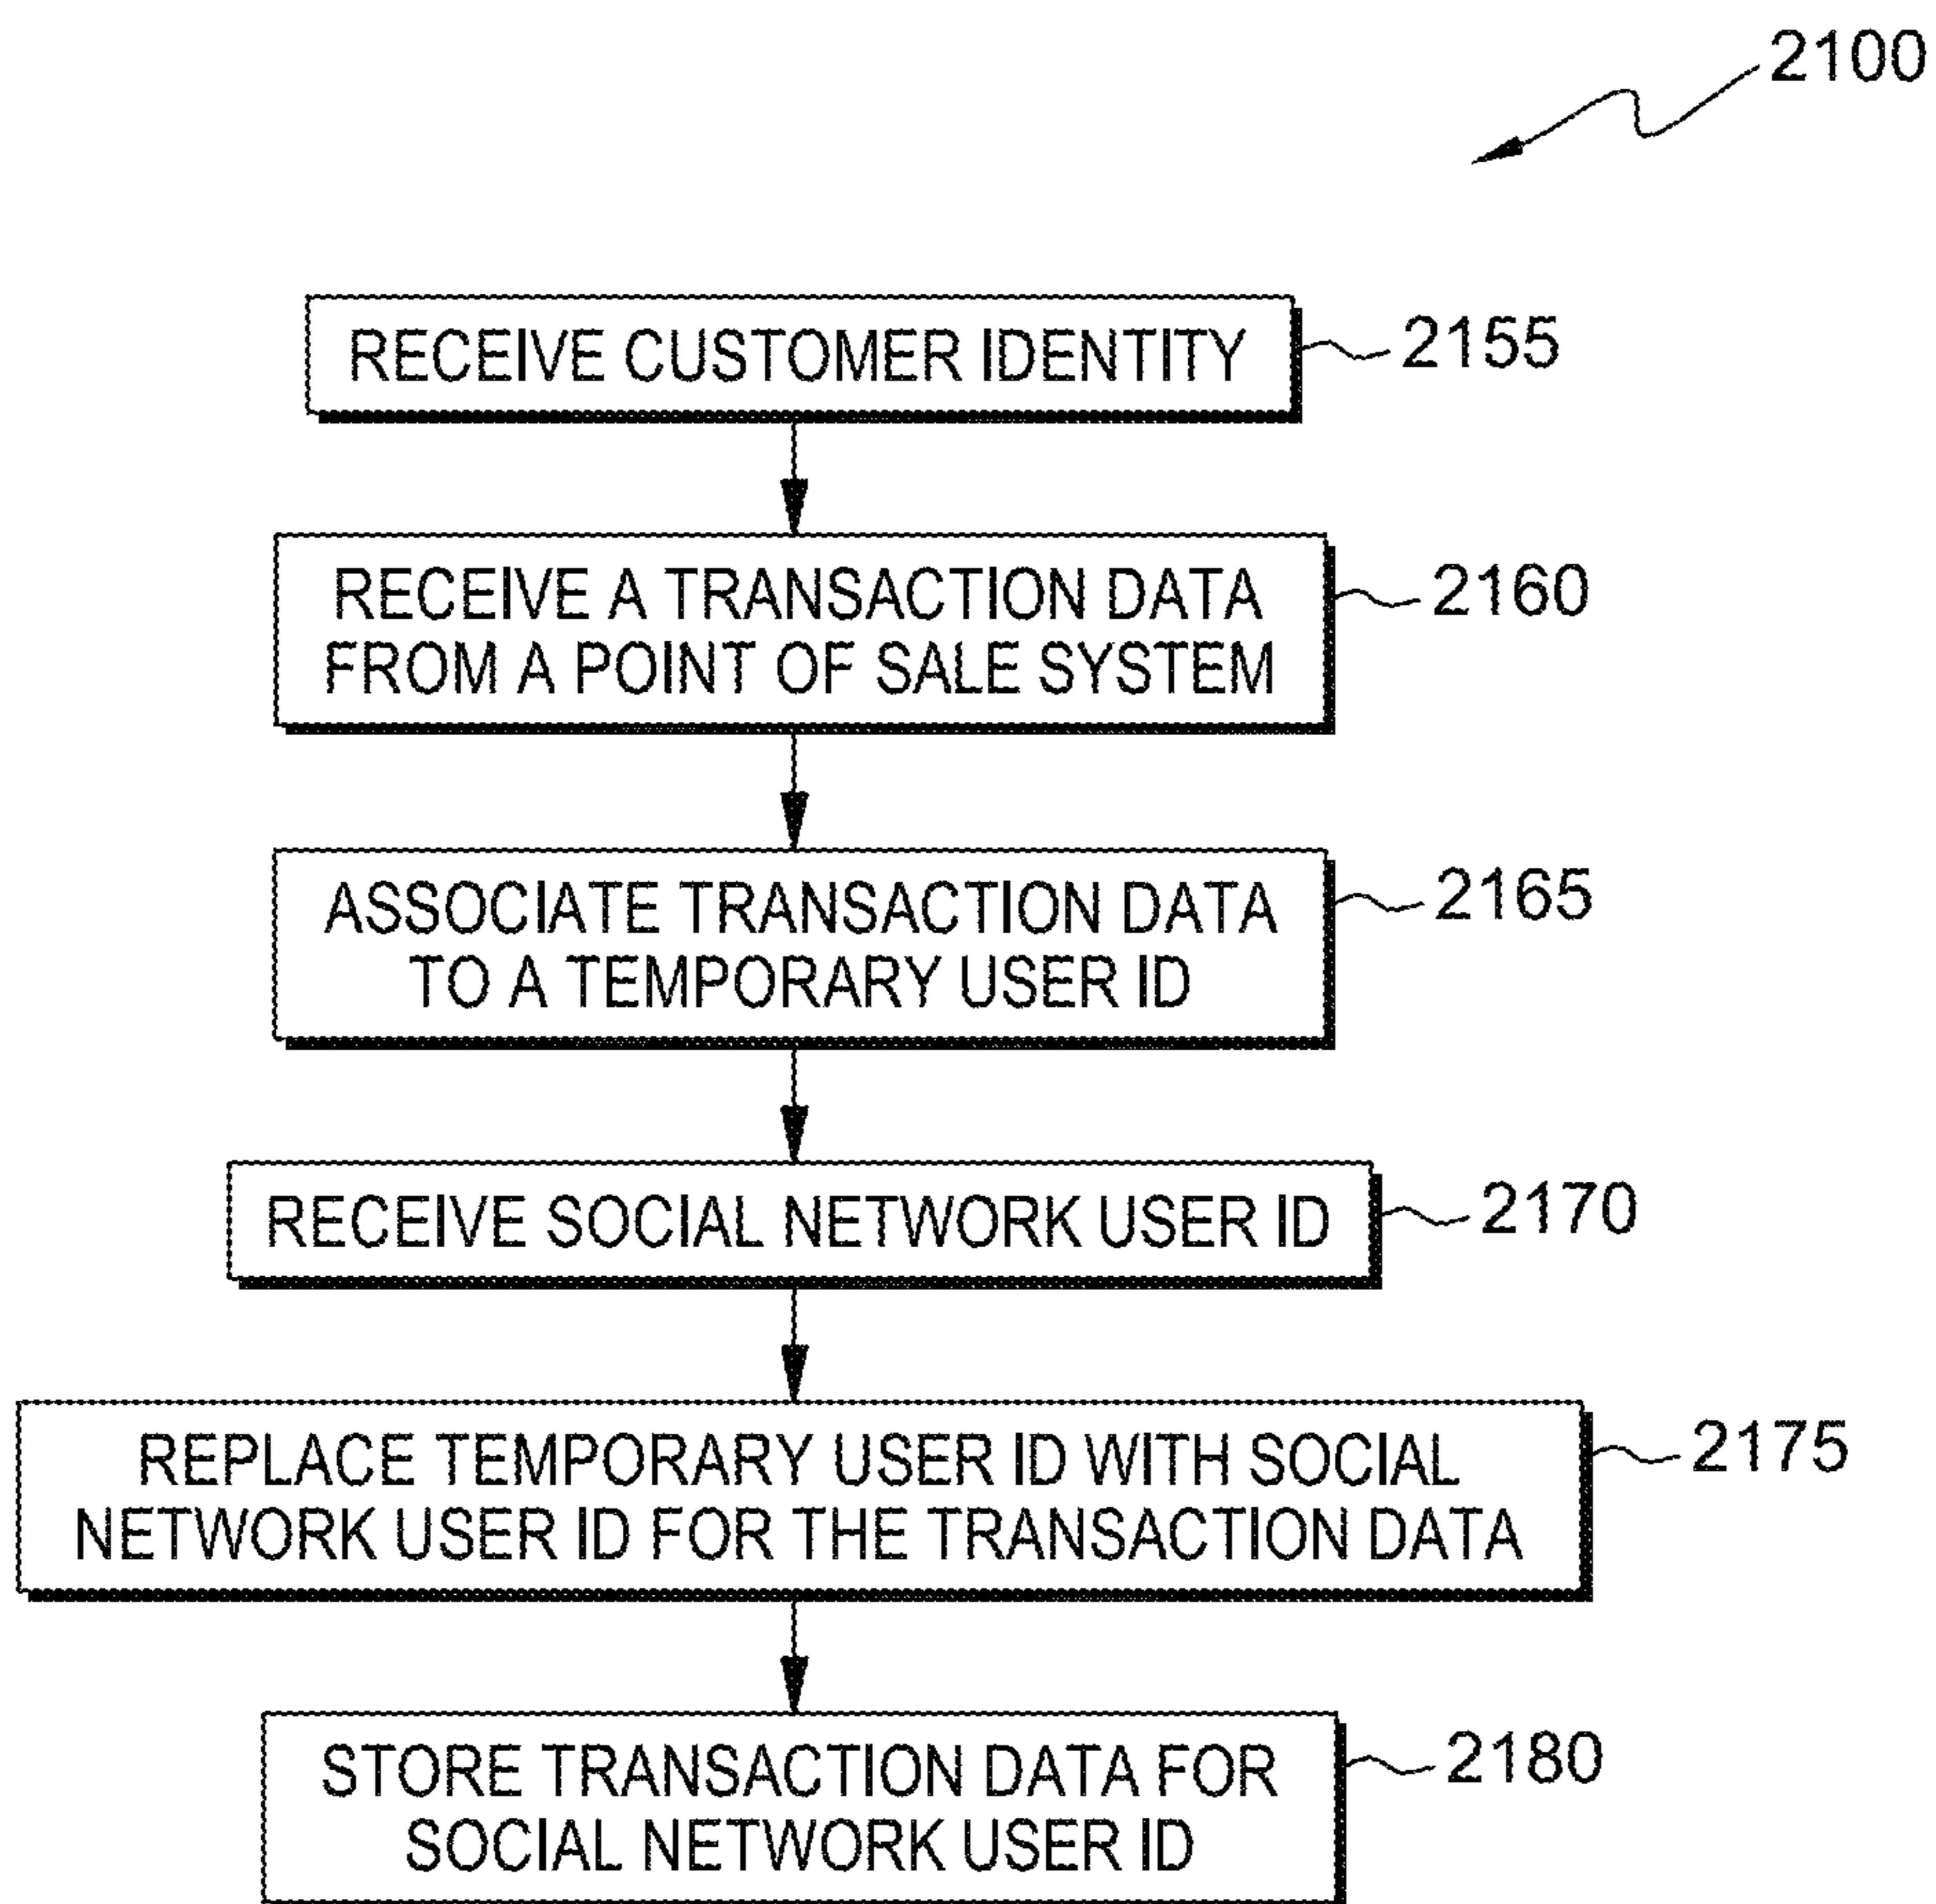 2100
RECEIVE CUSTOMER IDENTITY
2155
RECEIVE A TRANSACTION DATA
FROM A POINT OF SALE SYSTEM
2160
ASSOCIATE TRANSACTION DATA
TO A TEMPORARY USER ID
2165
RECEIVE SOCIAL NETWORK USER ID
2170
REPLACE TEMPORARY USER ID WITH SOCIAL
NETWORK USER ID FOR THE TRANSACTION DATA
2175
STORE TRANSACTION DATA FOR
SOCIAL NETWORK USER ID
2180